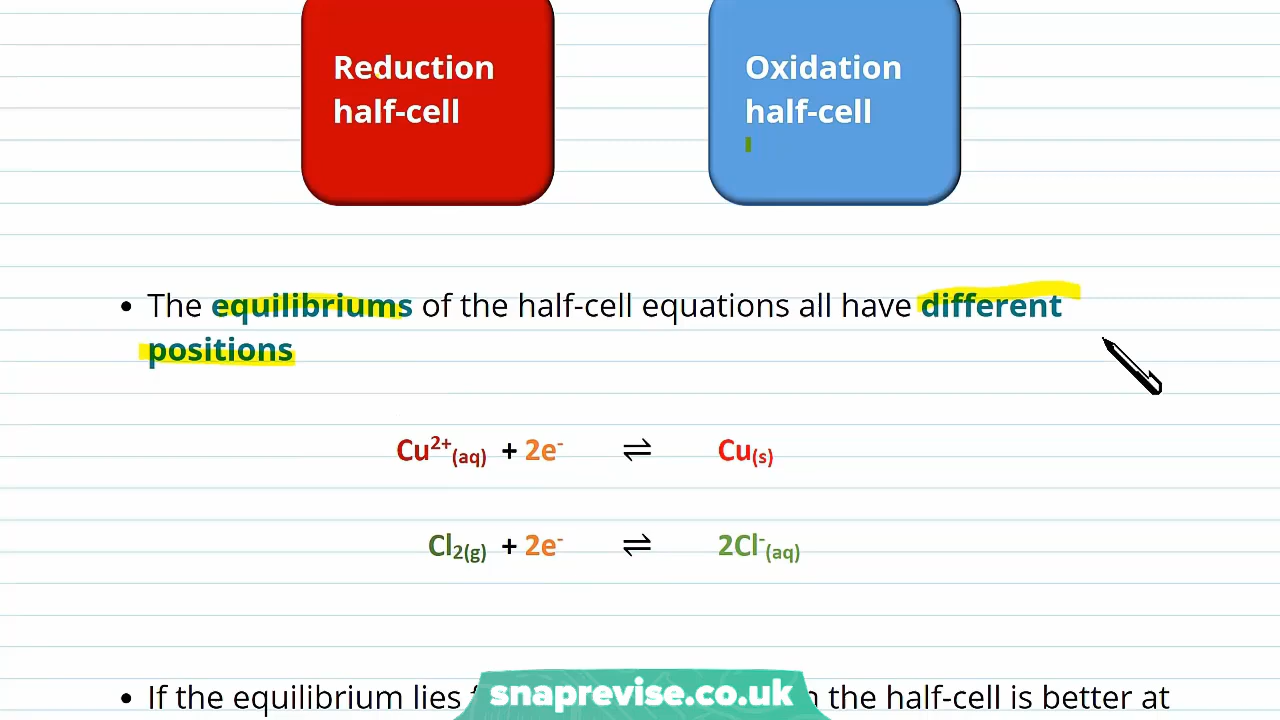 Reduction
half-cell
Oxidation
half-cell
• The equilibriums of the half-cell equations all have different
positions
Cu²⁺(aq) + 2e⁻ ⇌ Cu(s)
Cl₂(g) + 2e⁻ ⇌ 2Cl⁻(aq)
• If the equilibrium lies the half-cell is better at
snaprevise.co.uk